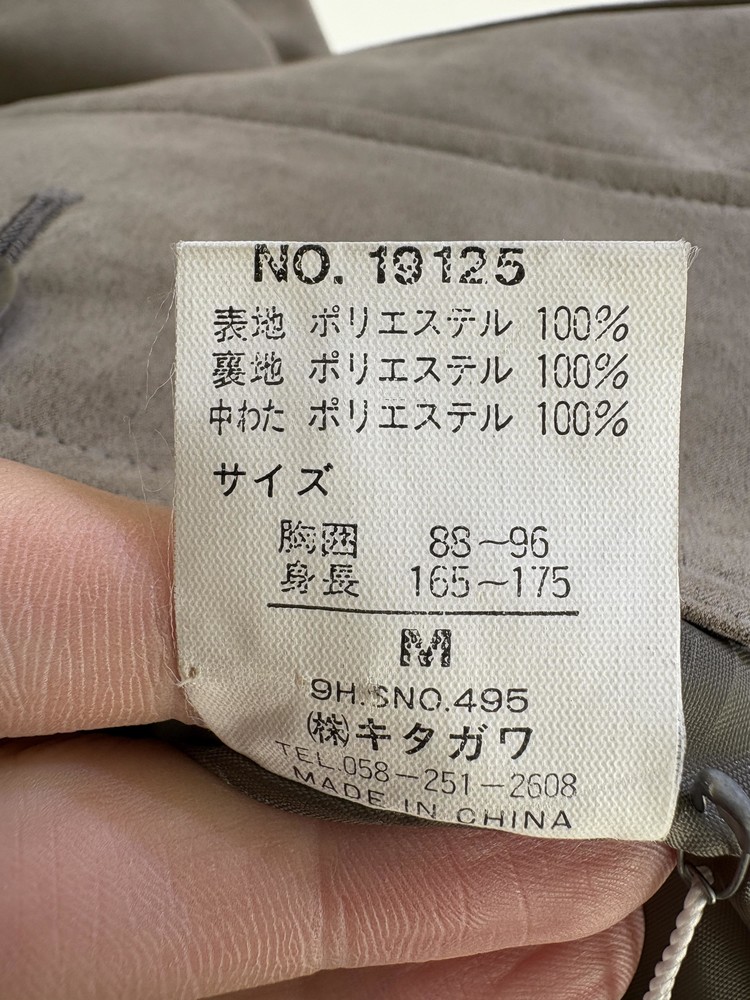 NO. 19125
表地 ポリエステル 100%
裏地 ポリエステル 100%
中わた ポリエステル 100%
サイズ
胸囲 88～96
身長 165～175
M
9H.SNO.495
㈱キタガワ
TEL.058－251－2608
MADE IN CHINA